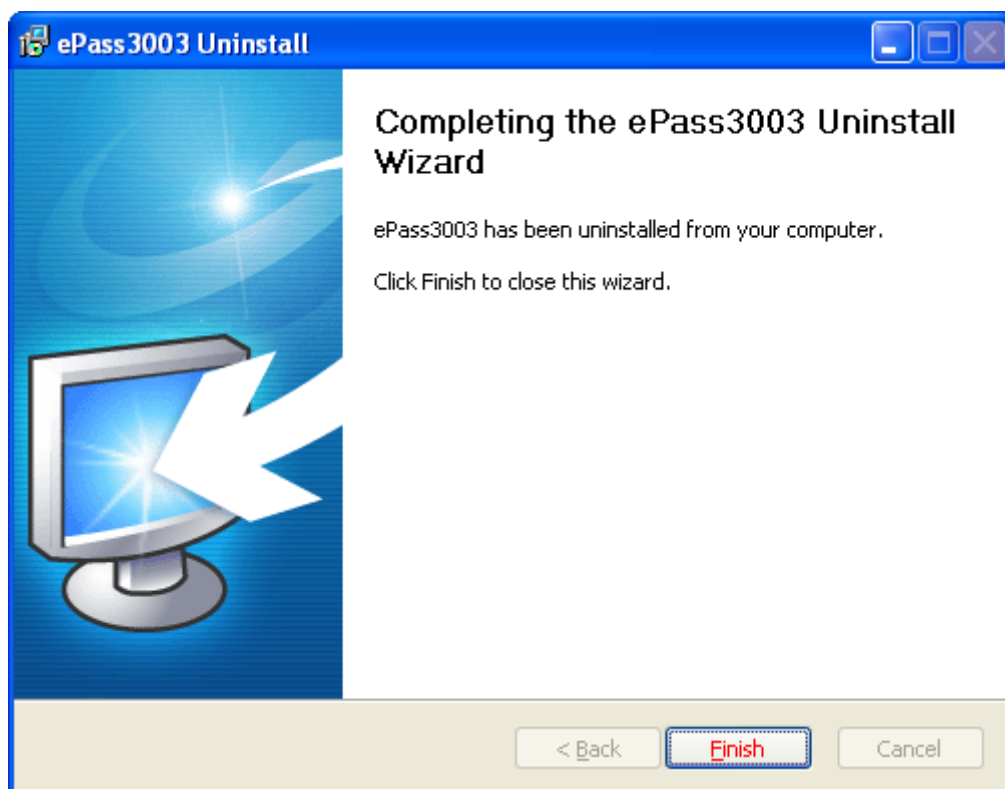 ePass3003 Uninstall
Completing the ePass3003 Uninstall
Wizard
ePass3003 has been uninstalled from your computer.
Click Finish to close this wizard.
< Back
Finish
Cancel